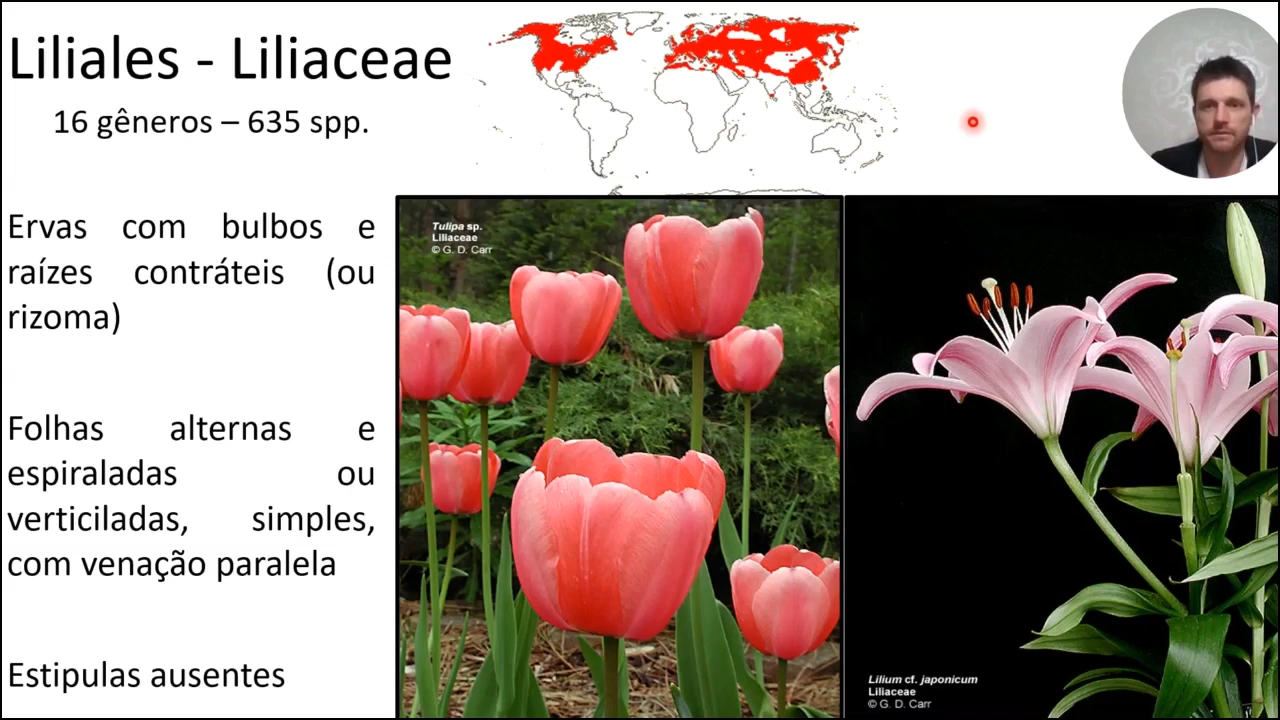 Liliales - Liliaceae
16 gêneros – 635 spp.
Ervas com bulbos e
raízes contráteis (ou
rizoma)
Folhas alternas e
espiraladas ou
verticiladas, simples,
com venação paralela
Estipulas ausentes
Tulipa sp.
Liliaceae
© G. D. Carr
Lilium cf. japonicum
Liliaceae
© G. D. Carr